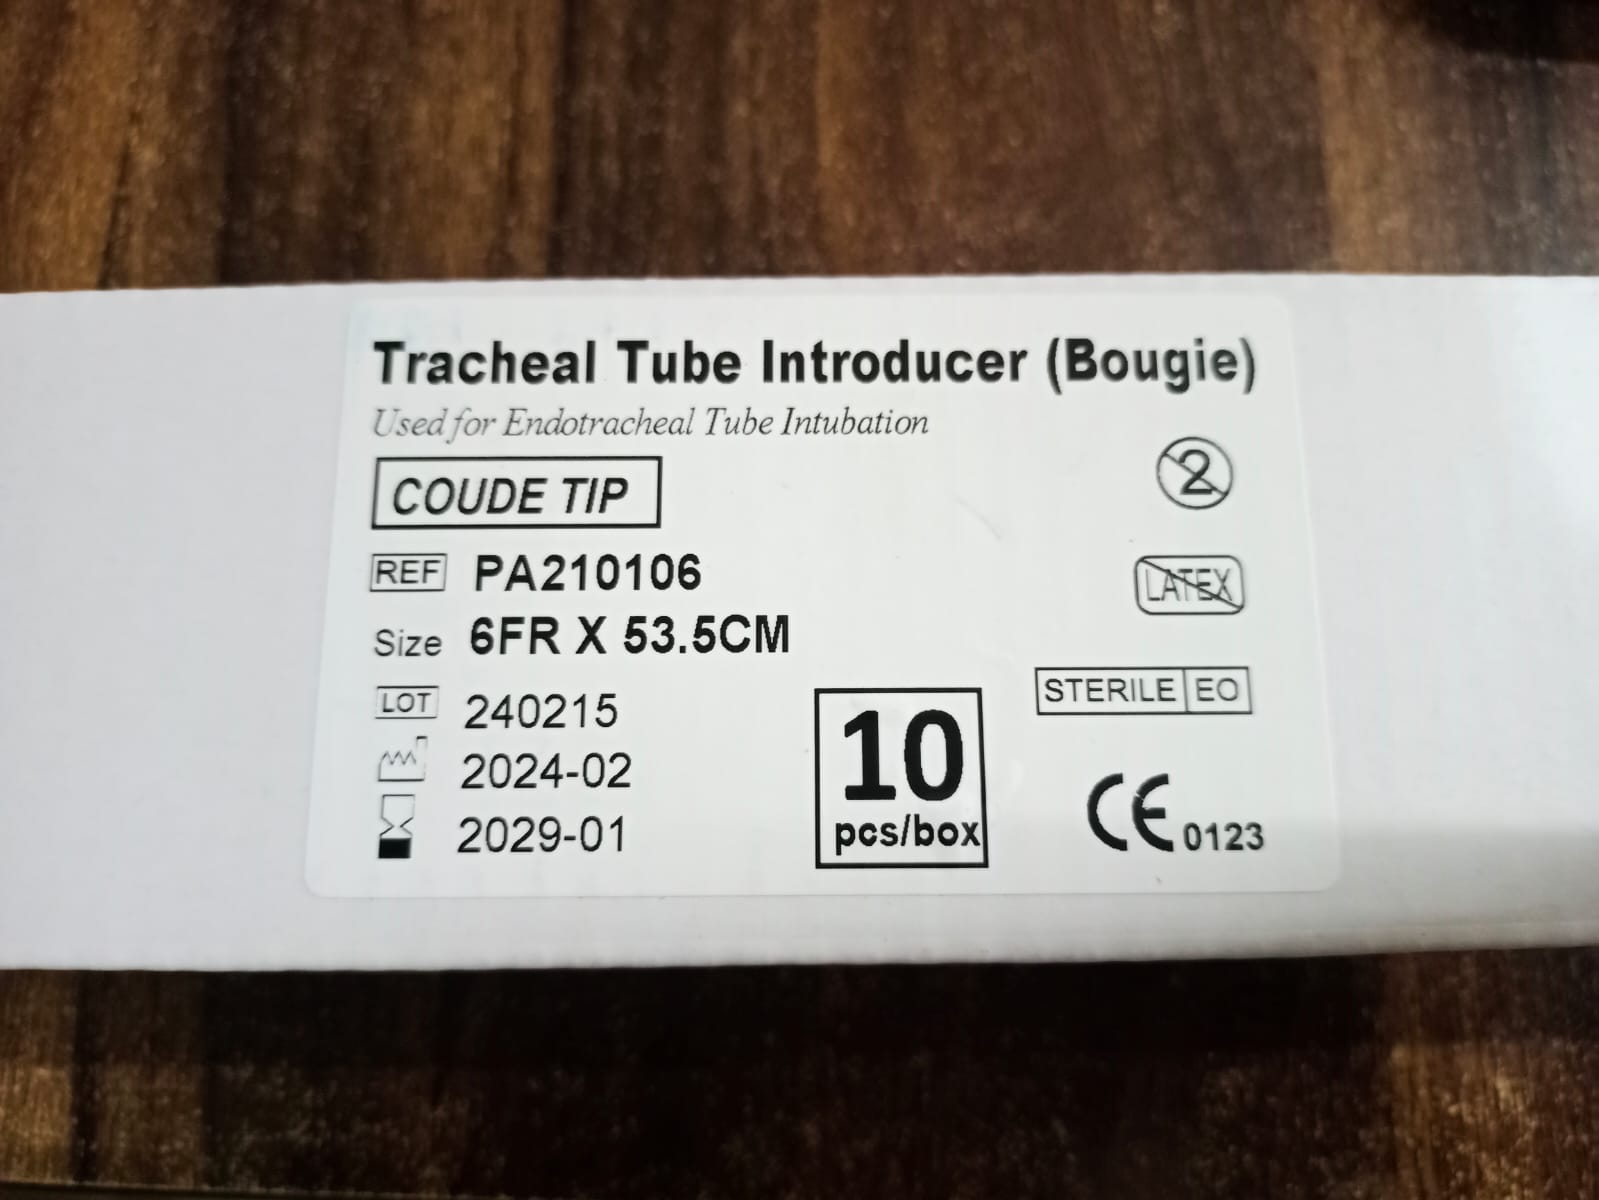 Tracheal Tube Introducer (Bougie)
Used for Endotracheal Tube Intubation
COUDE TIP
2
REF PA210106
LATEX
Size 6FR X 53.5CM
STERILE EO
LOT 240215
2024-02
2029-01
10
pcs/box
CE 0123